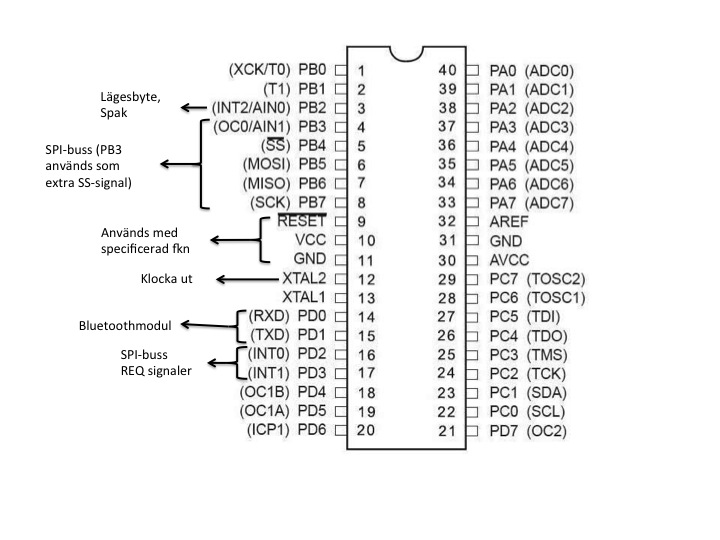 (XCK/T0) PB0 1 40 PA0 (ADC0)
(T1) PB1 2 39 PA1 (ADC1)
Lägesbyte,
Spak
(INT2/AIN0) PB2 3 38 PA2 (ADC2)
(OC0/AIN1) PB3 4 37 PA3 (ADC3)
SPI-buss (PB3
används som
extra SS-signal)
(SS) PB4 5 36 PA4 (ADC4)
(MOSI) PB5 6 35 PA5 (ADC5)
(MISO) PB6 7 34 PA6 (ADC6)
(SCK) PB7 8 33 PA7 (ADC7)
RESET 9 32 AREF
Används med
specificerad fkn
VCC 10 31 GND
GND 11 30 AVCC
Klocka ut
XTAL2 12 29 PC7 (TOSC2)
XTAL1 13 28 PC6 (TOSC1)
Bluetoothmodul
(RXD) PD0 14 27 PC5 (TDI)
(TXD) PD1 15 26 PC4 (TDO)
SPI-buss
REQ signaler
(INT0) PD2 16 25 PC3 (TMS)
(INT1) PD3 17 24 PC2 (TCK)
(OC1B) PD4 18 23 PC1 (SDA)
(OC1A) PD5 19 22 PC0 (SCL)
(ICP1) PD6 20 21 PD7 (OC2)